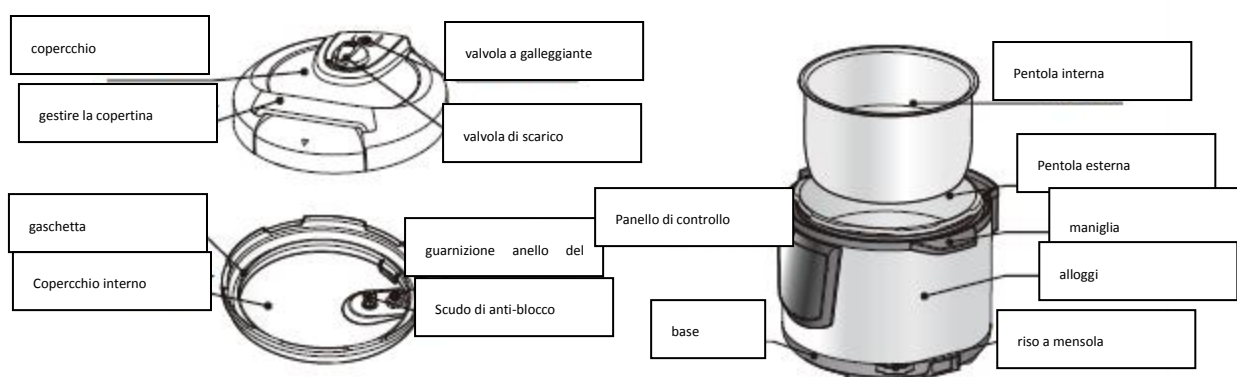 copercchio
valvola a galleggiante
gestire la copertina
valvola di scarico
gaschetta
guarnizione anello del
Copercchio interno
Scudo di anti-blocco
Pentola interna
Pentola esterna
Panello di controllo
maniglia
alloggi
base
riso a mensola